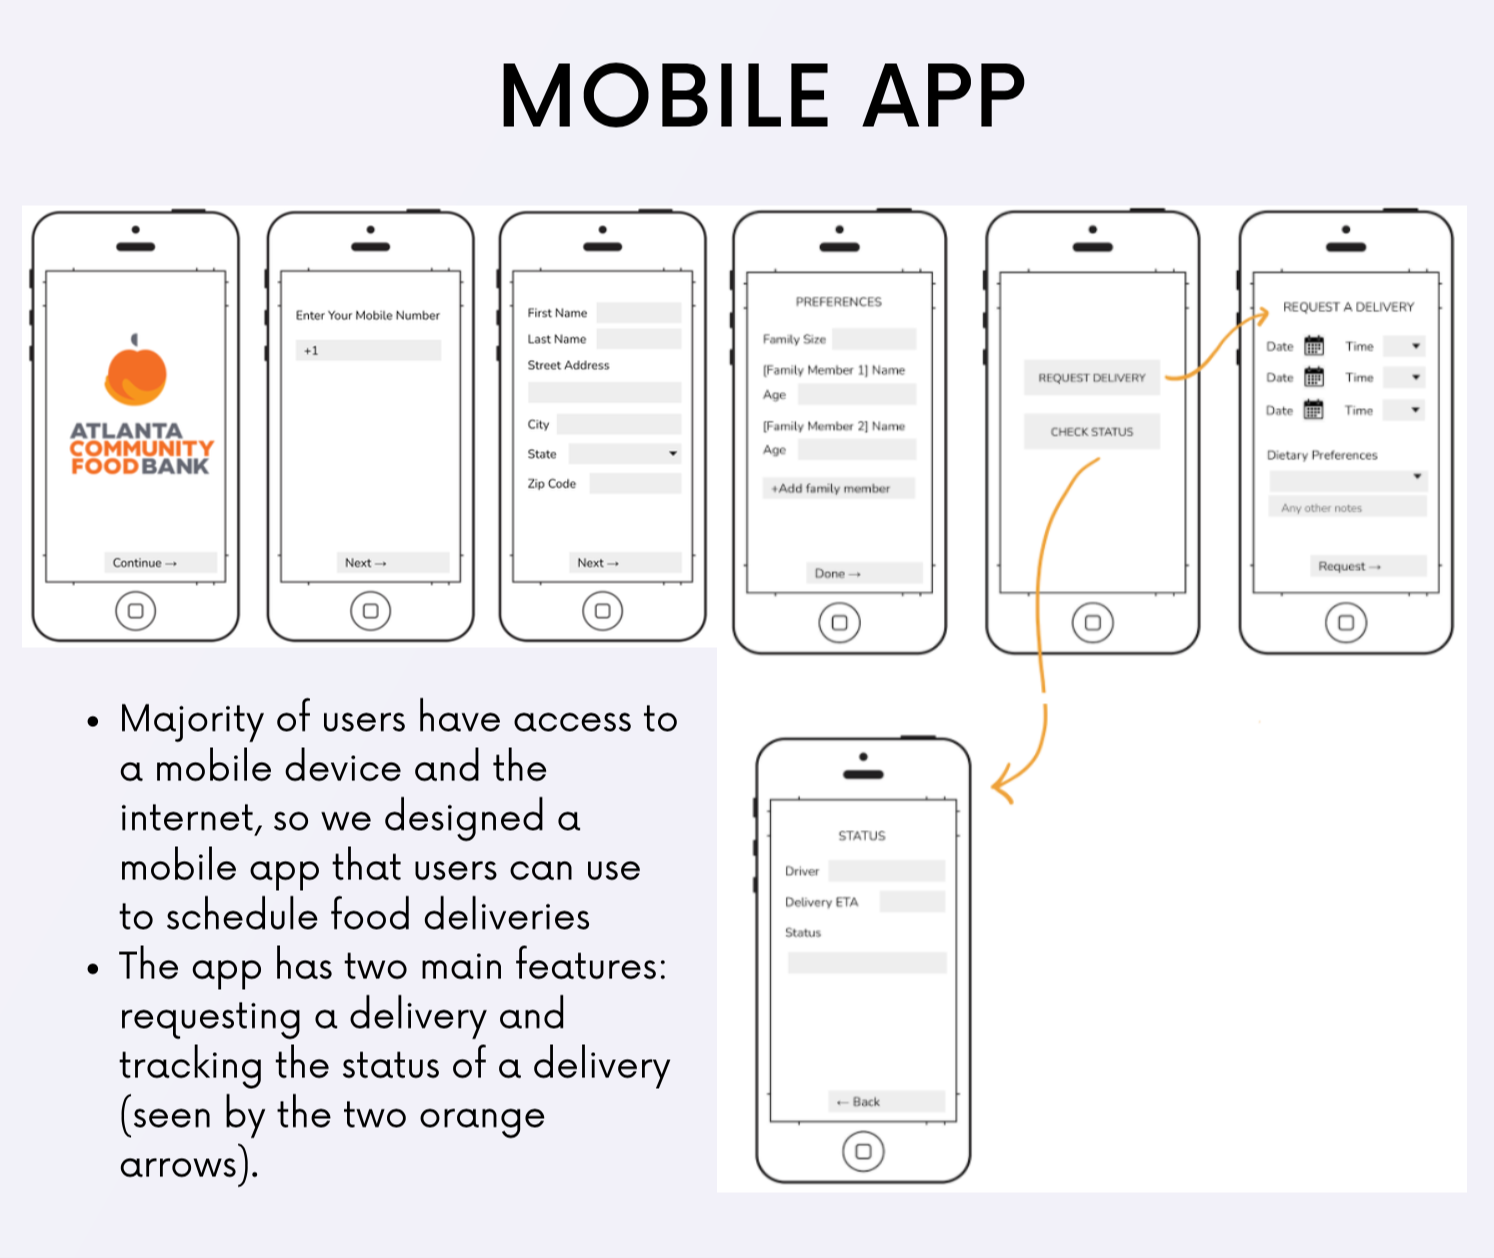 MOBILE APP
ATLANTA
COMMUNITY
FOODBANK
Continue →
Enter Your Mobile Number
+1
Next →
First Name
Last Name
Street Address
City
State
Zip Code
Next →
PREFERENCES
Family Size
[Family Member 1] Name
Age
[Family Member 2] Name
Age
+Add family member
Done →
REQUEST DELIVERY
CHECK STATUS
REQUEST A DELIVERY
Date Time
Date Time
Date Time
Dietary Preferences
Any other notes
Request →
• Majority of users have access to
a mobile device and the
internet, so we designed a
mobile app that users can use
to schedule food deliveries
• The app has two main features:
requesting a delivery and
tracking the status of a delivery
(seen by the two orange
arrows).
STATUS
Driver
Delivery ETA
Status
← Back